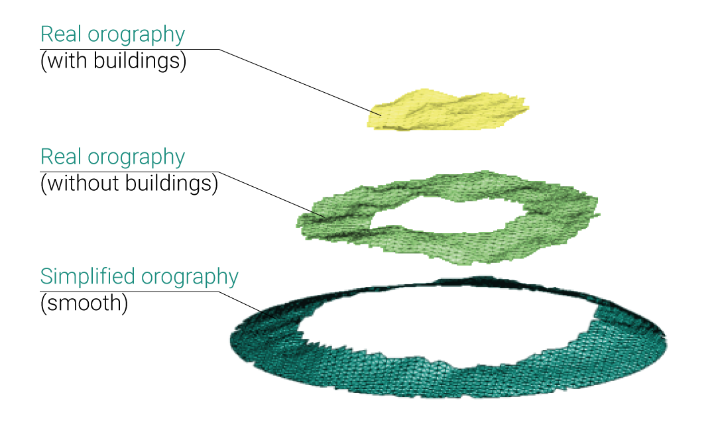 Real orography
(with buildings)
Real orography
(without buildings)
Simplified orography
(smooth)